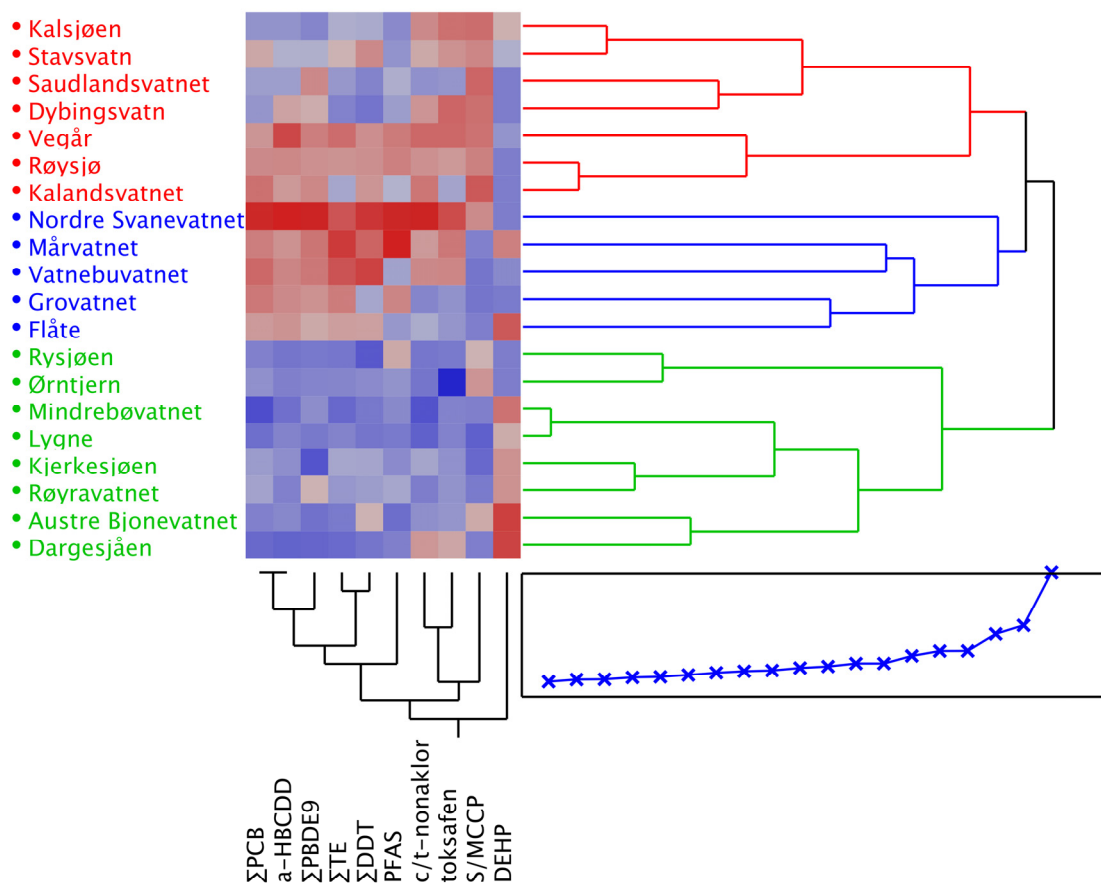 Kalsjøen
Stavsvatn
Saudlandsvatnet
Dybingsvatn
Vegår
Røysjø
Kalandsvatnet
Nordre Svanevatnet
Mårvatnet
Vatnebuvatnet
Grovatnet
Flåte
Rysjøen
Ørntjern
Mindrebøvatnet
Lygne
Kjerkesjøen
Røyravatnet
Austre Bjonevatnet
Dargesjåen
ΣPCB
a-HBCDD
ΣPBDE9
ΣTE
ΣDDT
PFAS
c/t-nonaklor
toksafen
S/MCCP
DEHP